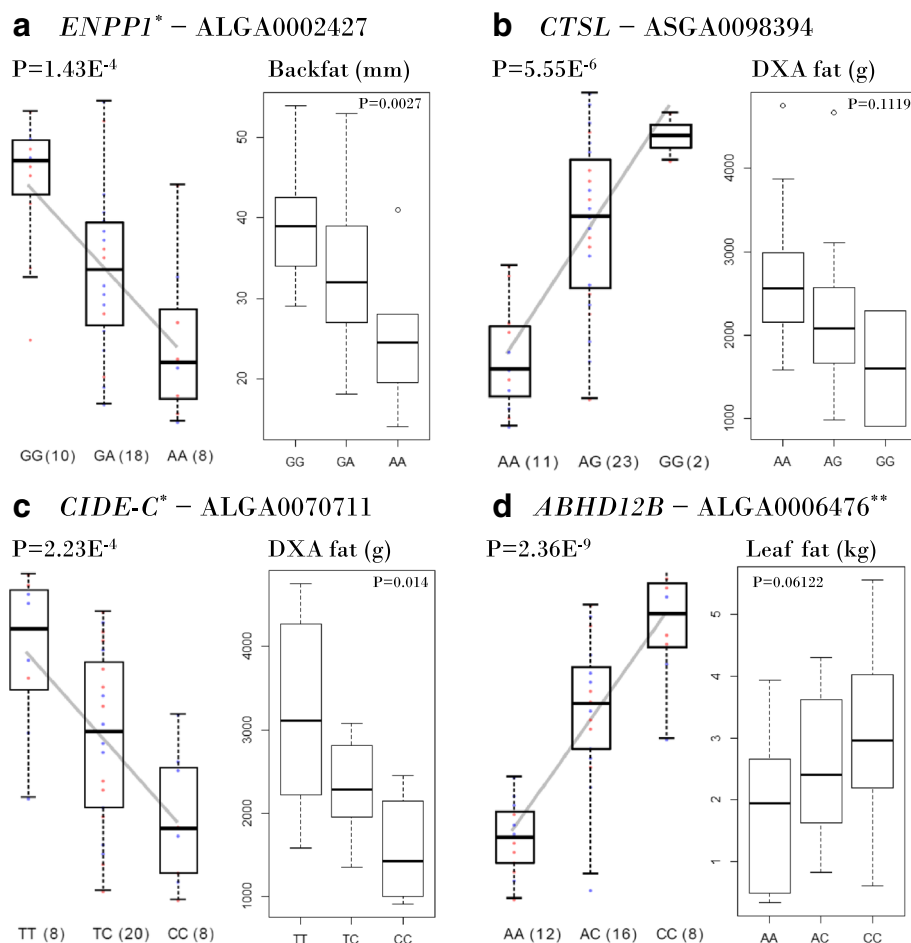 a ENPP1* – ALGA0002427
P=1.43E-4
Backfat (mm)
P=0.0027
50
40
30
20
GG (10) GA (18) AA (8)
GG GA AA
b CTSL – ASGA0098394
P=5.55E-6
DXA fat (g)
P=0.1119
4000
3000
2000
1000
AA (11) AG (23) GG (2)
AA AG GG
c CIDE-C* – ALGA0070711
P=2.23E-4
DXA fat (g)
P=0.014
4000
3000
2000
1000
TT (8) TC (20) CC (8)
TT TC CC
d ABHD12B – ALGA0006476**
P=2.36E-9
Leaf fat (kg)
P=0.06122
5
4
3
2
1
AA (12) AC (16) CC (8)
AA AC CC